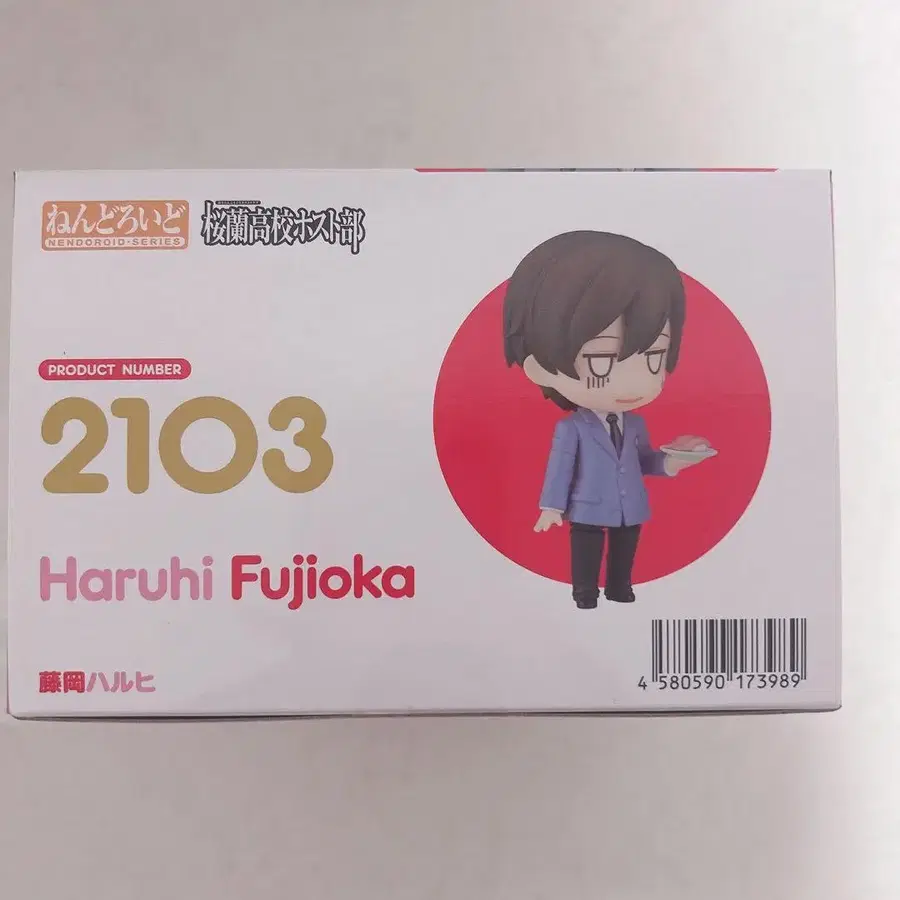 ねんどろいど
NENDOROID・SERIES
桜蘭高校ホスト部
PRODUCT NUMBER
2103
Haruhi Fujioka
藤岡ハルヒ
4 580590 173989